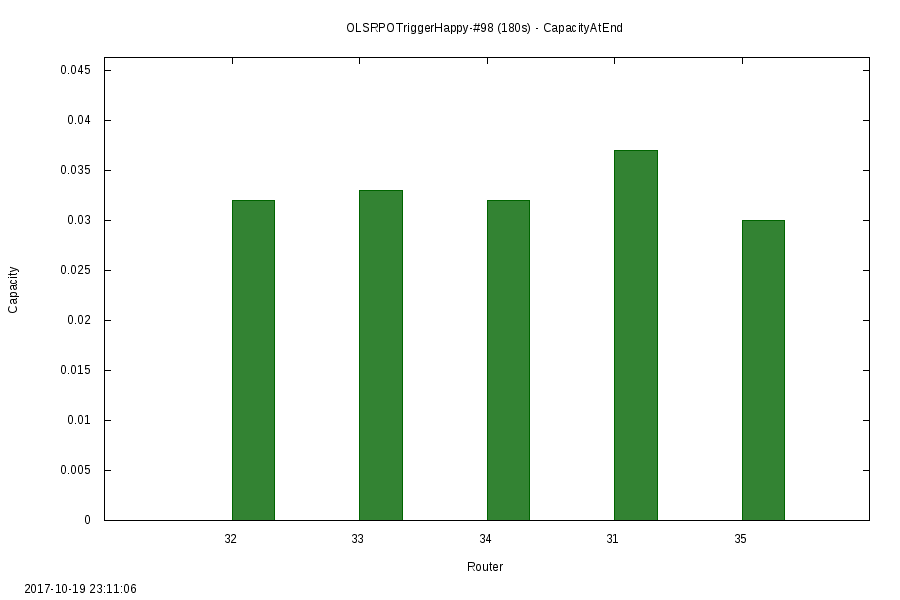 OLSRPOTriggerHappy-#98 (180s) - CapacityAtEnd
0.045
0.04
0.035
0.03
0.025
0.02
0.015
0.01
0.005
0
Capacity
32 33 34 31 35
Router
2017-10-19 23:11:06